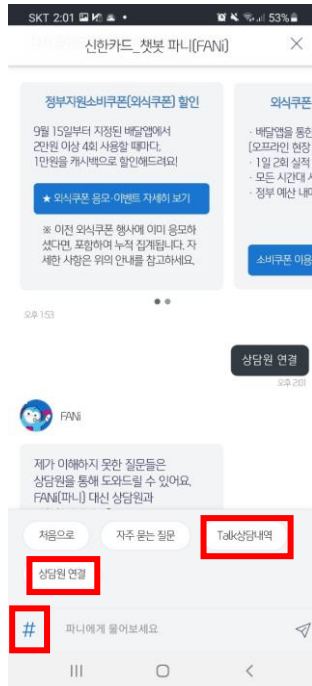 SKT 2:01
53%
신한카드_챗봇 파니(FANi)
정부지원소비쿠폰(외식쿠폰) 할인
9월 15일부터 지정된 배달앱에서
2만원 이상 4회 사용할 때마다,
1만원을 캐시백으로 할인해드려요!
★ 외식쿠폰 응모·이벤트 자세히 보기
※ 이전 외식쿠폰 행사에 이미 응모하
셨다면, 포함하여 누적 집계됩니다. 자
세한 사항은 위의 안내를 참고하세요.
외식쿠폰
· 배달앱을 통한
(오프라인 현장
· 1일 2회 실적
· 모든 시간대 
· 정부 예산 내
소비쿠폰 이용
오후 1:53
상담원 연결
오후 2:01
FANi
제가 이해하지 못한 질문들은
상담원을 통해 도와드릴 수 있어요.
FANi(파니) 대신 상담원과
처음으로
자주 묻는 질문
Talk상담내역
상담원 연결
#
파니에게 물어보세요